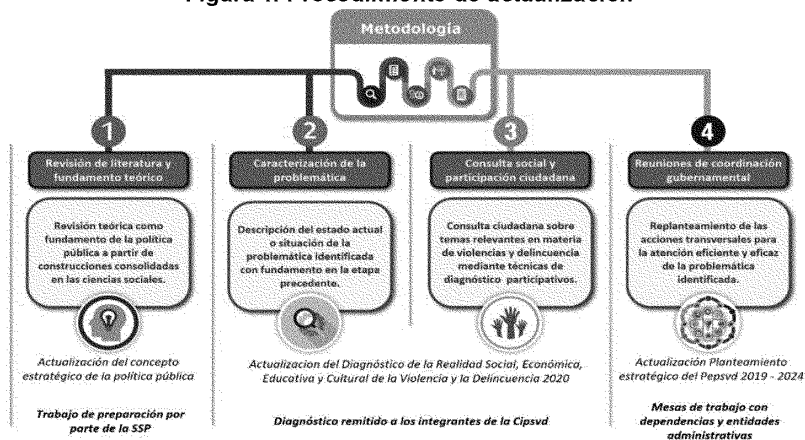 Figura 1. Procedimiento de actualización
Metodología
1
Revisión de literatura y
fundamento teórico
Revisión teórica como
fundamento de la política
pública a partir de
construcciones consolidadas
en las ciencias sociales.
Actualización del concepto
estratégico de la política pública
Trabajo de preparación por
parte de la SSP
2
Caracterización de la
problemática
Descripción del estado actual
o situación de la
problemática identificada
con fundamento en la etapa
precedente.
3
Consulta social y
participación ciudadana
Consulta ciudadana sobre
temas relevantes en materia
de violencias y delincuencia
mediante técnicas de
diagnóstico participativos.
Actualizacion del Diagnóstico de la Realidad Social, Económica,
Educativa y Cultural de la Violencia y la Delincuencia 2020
Diagnóstico remitido a los integrantes de la Cipsvd
4
Reuniones de coordinación
gubernamental
Replanteamiento de las
acciones transversales para
la atención eficiente y eficaz
de la problemática
identificada.
Actualización Planteamiento
estratégico del Pepsvd 2019 - 2024
Mesas de trabajo con
dependencias y entidades
administrativas